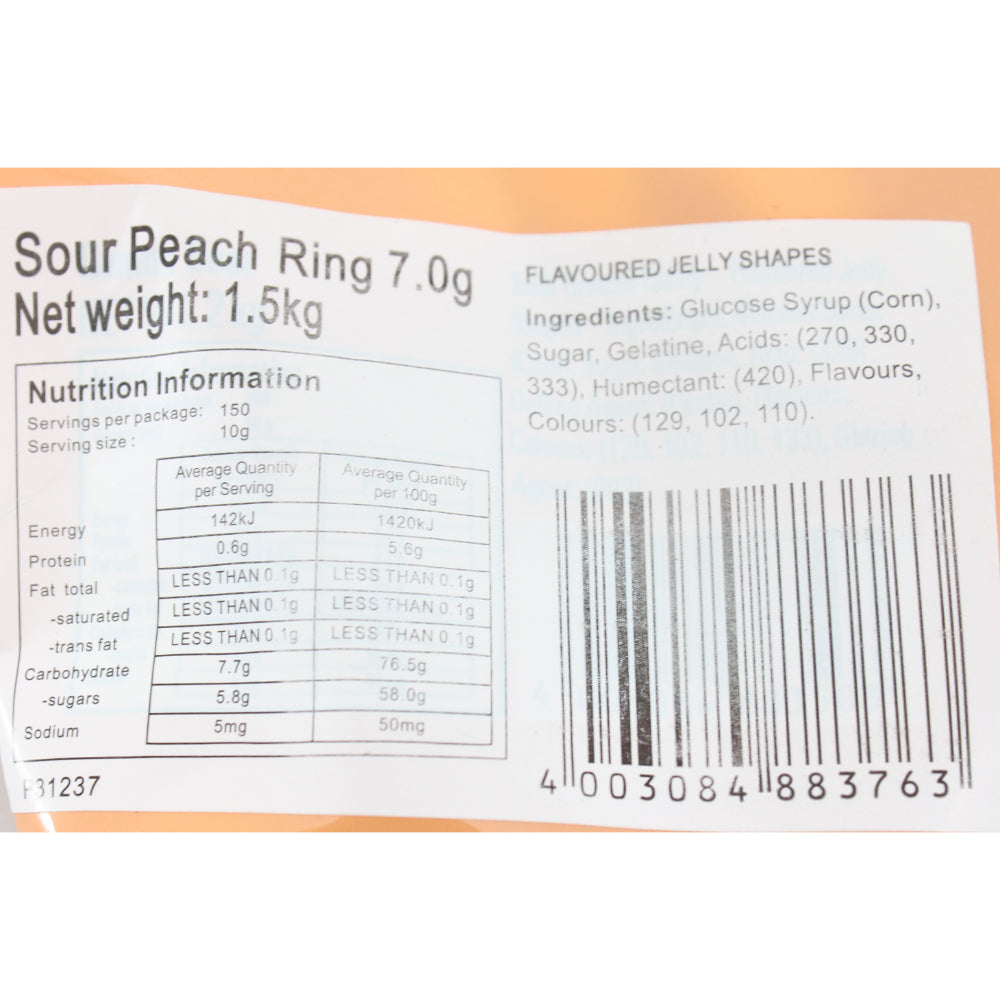 Sour Peach Ring 7.0g
Net weight: 1.5kg
Nutrition Information
Servings per package: 150
Serving size: 10g
Average Quantity per Serving Average Quantity per 100g
Energy 142kJ 1420kJ
Protein 0.6g 5.6g
Fat total LESS THAN 0.1g LESS THAN 0.1g
-saturated LESS THAN 0.1g LESS THAN 0.1g
-trans fat LESS THAN 0.1g LESS THAN 0.1g
Carbohydrate 7.7g 76.5g
-sugars 5.8g 58.0g
Sodium 5mg 50mg
P31237
FLAVOURED JELLY SHAPES
Ingredients: Glucose Syrup (Corn),
Sugar, Gelatine, Acids: (270, 330,
333), Humectant: (420), Flavours,
Colours: (129, 102, 110).
4 003084 883763